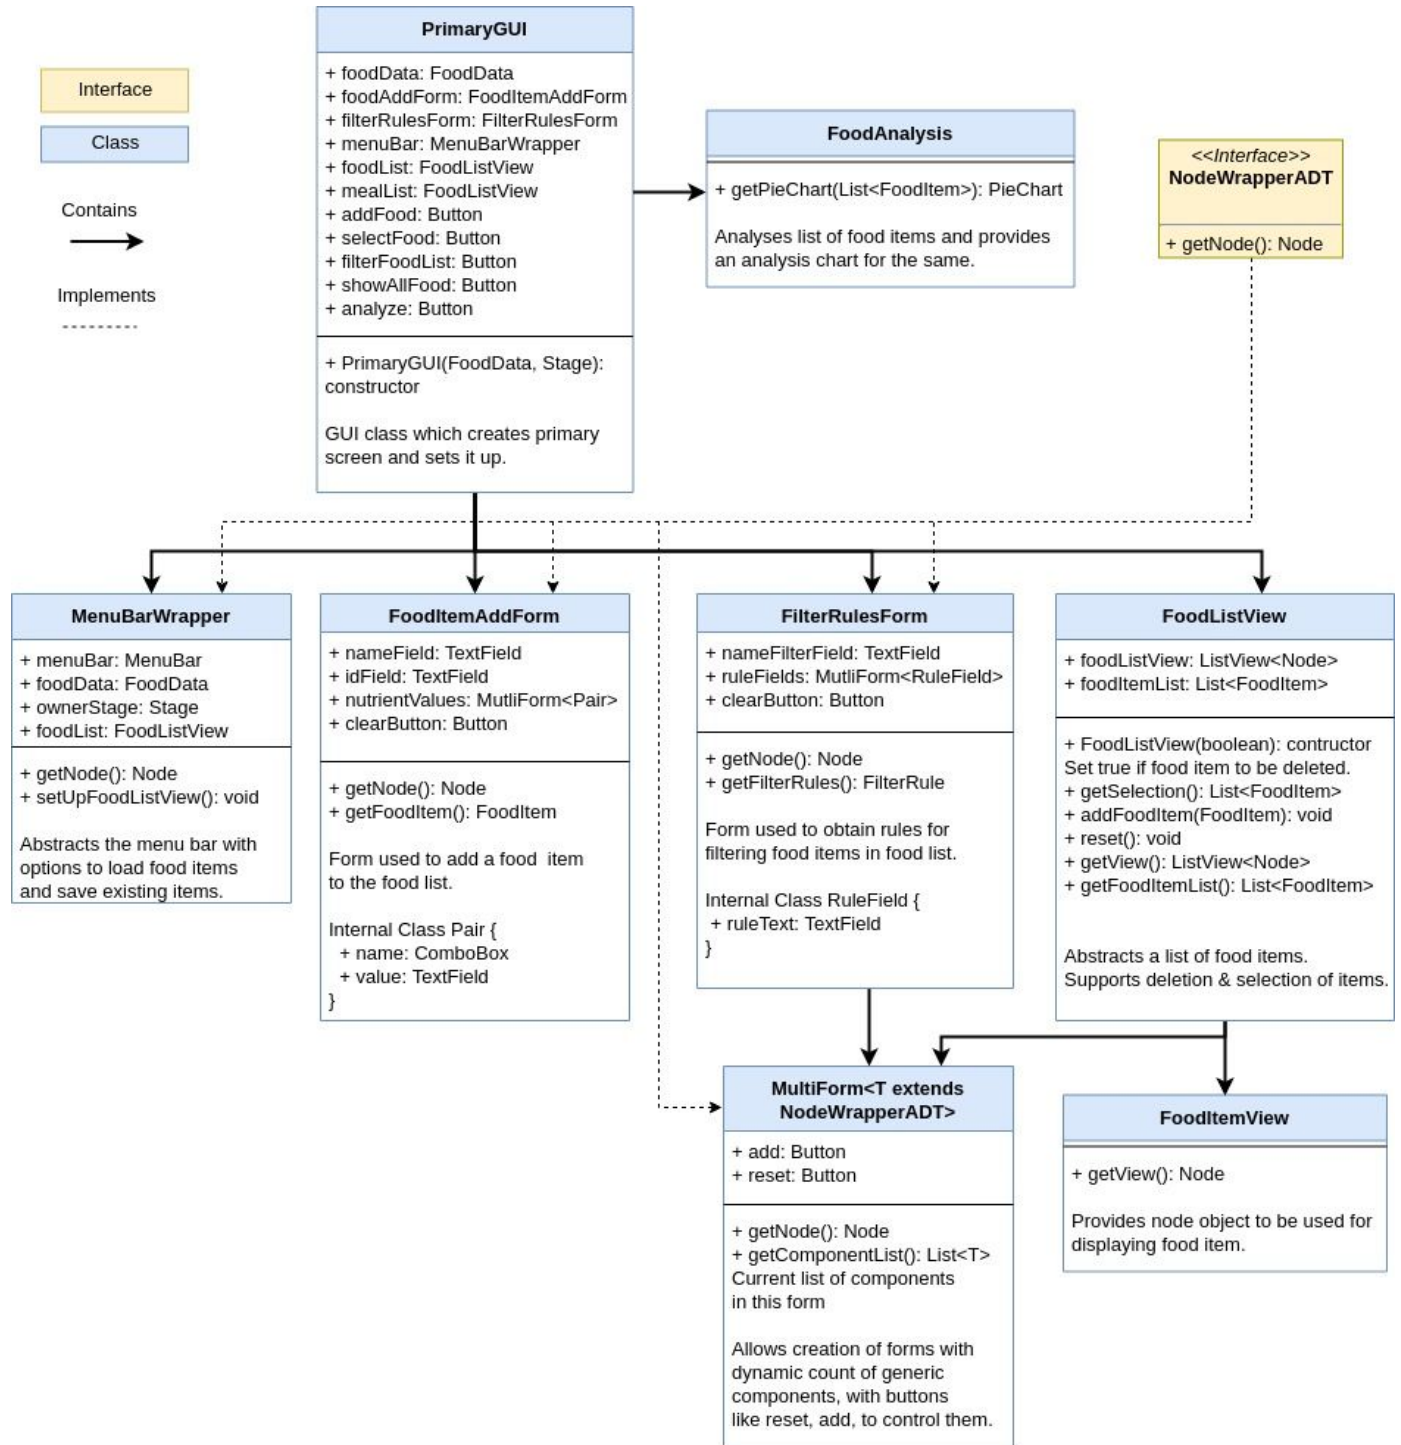 PrimaryGUI
+ foodData: FoodData
+ foodAddForm: FoodItemAddForm
+ filterRulesForm: FilterRulesForm
+ menuBar: MenuBarWrapper
+ foodList: FoodListView
+ mealList: FoodListView
+ addFood: Button
+ selectFood: Button
+ filterFoodList: Button
+ showAllFood: Button
+ analyze: Button
+ PrimaryGUI(FoodData, Stage):
constructor
GUI class which creates primary
screen and sets it up.
Interface
Class
Contains
Implements
FoodAnalysis
+ getPieChart(List<FoodItem>): PieChart
Analyses list of food items and provides
an analysis chart for the same.
<<Interface>>
NodeWrapperADT
+ getNode(): Node
MenuBarWrapper
+ menuBar: MenuBar
+ foodData: FoodData
+ ownerStage: Stage
+ foodList: FoodListView
+ getNode(): Node
+ setUpFoodListView(): void
Abstracts the menu bar with
options to load food items
and save existing items.
FoodItemAddForm
+ nameField: TextField
+ idField: TextField
+ nutrientValues: MutliForm<Pair>
+ clearButton: Button
+ getNode(): Node
+ getFoodItem(): FoodItem
Form used to add a food  item
to the food list.
Internal Class Pair {
+ name: ComboBox
+ value: TextField
}
FilterRulesForm
+ nameFilterField: TextField
+ ruleFields: MutliForm<RuleField>
+ clearButton: Button
+ getNode(): Node
+ getFilterRules(): FilterRule
Form used to obtain rules for
filtering food items in food list.
Internal Class RuleField {
+ ruleText: TextField
}
FoodListView
+ foodListView: ListView<Node>
+ foodItemList: List<FoodItem>
+ FoodListView(boolean): contructor
Set true if food item to be deleted.
+ getSelection(): List<FoodItem>
+ addFoodItem(FoodItem): void
+ reset(): void
+ getView(): ListView<Node>
+ getFoodItemList(): List<FoodItem>
Abstracts a list of food items.
Supports deletion & selection of items.
MultiForm<T extends
NodeWrapperADT>
+ add: Button
+ reset: Button
+ getNode(): Node
+ getComponentList(): List<T>
Current list of components
in this form
Allows creation of forms with
dynamic count of generic
components, with buttons
like reset, add, to control them.
FoodItemView
+ getView(): Node
Provides node object to be used for
displaying food item.